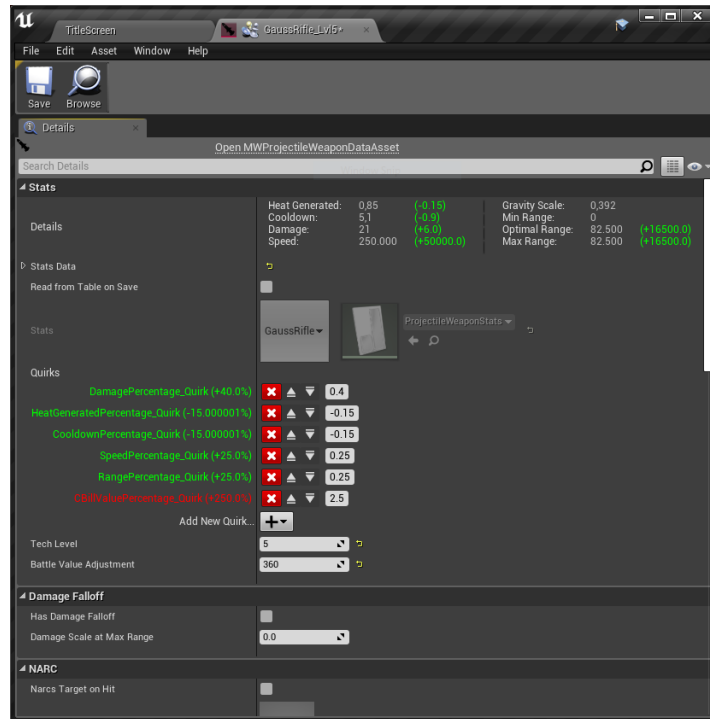 TitleScreen GaussRifle_Lvl5*
File Edit Asset Window Help
Save Browse
Details
Open MWProjectileWeaponDataAsset
Search Details
Stats
Details
Heat Generated: 0,85 (-0.15) Gravity Scale: 0,392
Cooldown: 5,1 (-0.9) Min Range: 0
Damage: 21 (+6.0) Optimal Range: 82.500 (+16500.0)
Speed: 250.000 (+50000.0) Max Range: 82.500 (+16500.0)
Stats Data
Read from Table on Save
Stats GaussRifle ProjectileWeaponStats
Quirks
DamagePercentage_Quirk (+40.0%) 0.4
HeatGeneratedPercentage_Quirk (-15.000001%) -0.15
CooldownPercentage_Quirk (-15.000001%) -0.15
SpeedPercentage_Quirk (+25.0%) 0.25
RangePercentage_Quirk (+25.0%) 0.25
CBillValuePercentage_Quirk (+250.0%) 2.5
Add New Quirk...
Tech Level 5
Battle Value Adjustment 360
Damage Falloff
Has Damage Falloff
Damage Scale at Max Range 0.0
NARC
Narcs Target on Hit